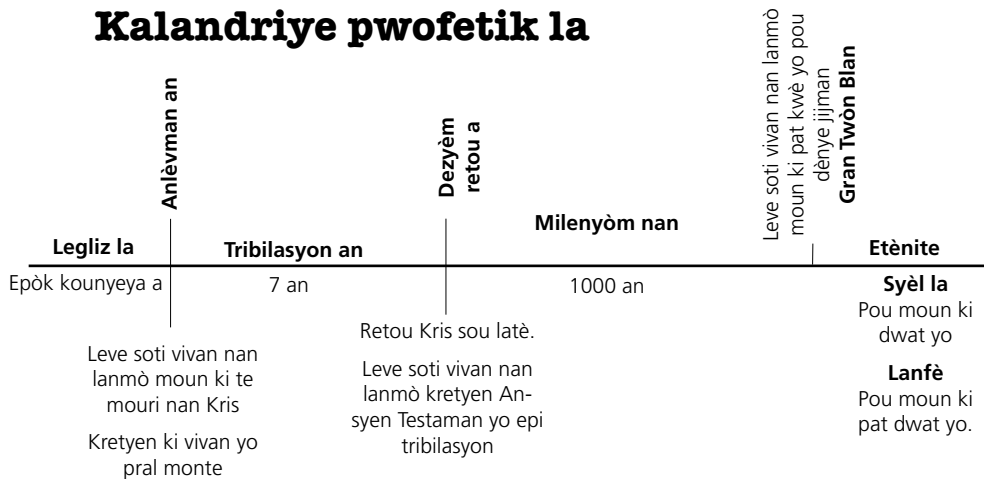 Kalandriye pwofetik la
Anlèvman an
Dezyèm
retou a
Leve soti vivan nan lanmò
moun ki pat kwè yo pou
dènye jijman
Gran Twòn Blan
Legliz la
Tribilasyon an
Milenyòm nan
Etènite
Epòk kounyeya a
7 an
1000 an
Leve soti vivan nan
lanmò moun ki te
mouri nan Kris
Kretyen ki vivan yo
pral monte
Retou Kris sou latè.
Leve soti vivan nan
lanmò kretyen An-
syen Testaman yo epi
tribilasyon
Syèl la
Pou moun ki
dwat yo
Lanfè
Pou moun ki
pat dwat yo.